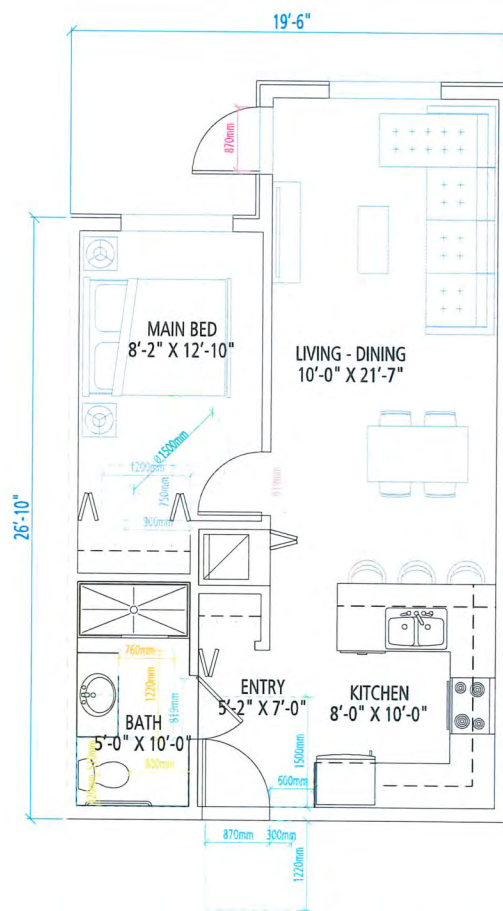 19'-6"
870mm
MAIN BED
8'-2" X 12'-10"
LIVING - DINING
10'-0" X 21'-7"
Ø1500mm
1200mm
750mm
900mm
26'-10"
760mm
1220mm
819mm
ENTRY
5'-2" X 7'-0"
KITCHEN
8'-0" X 10'-0"
BATH
5'-0" X 10'-0"
1500mm
600mm
870mm
300mm
1220mm